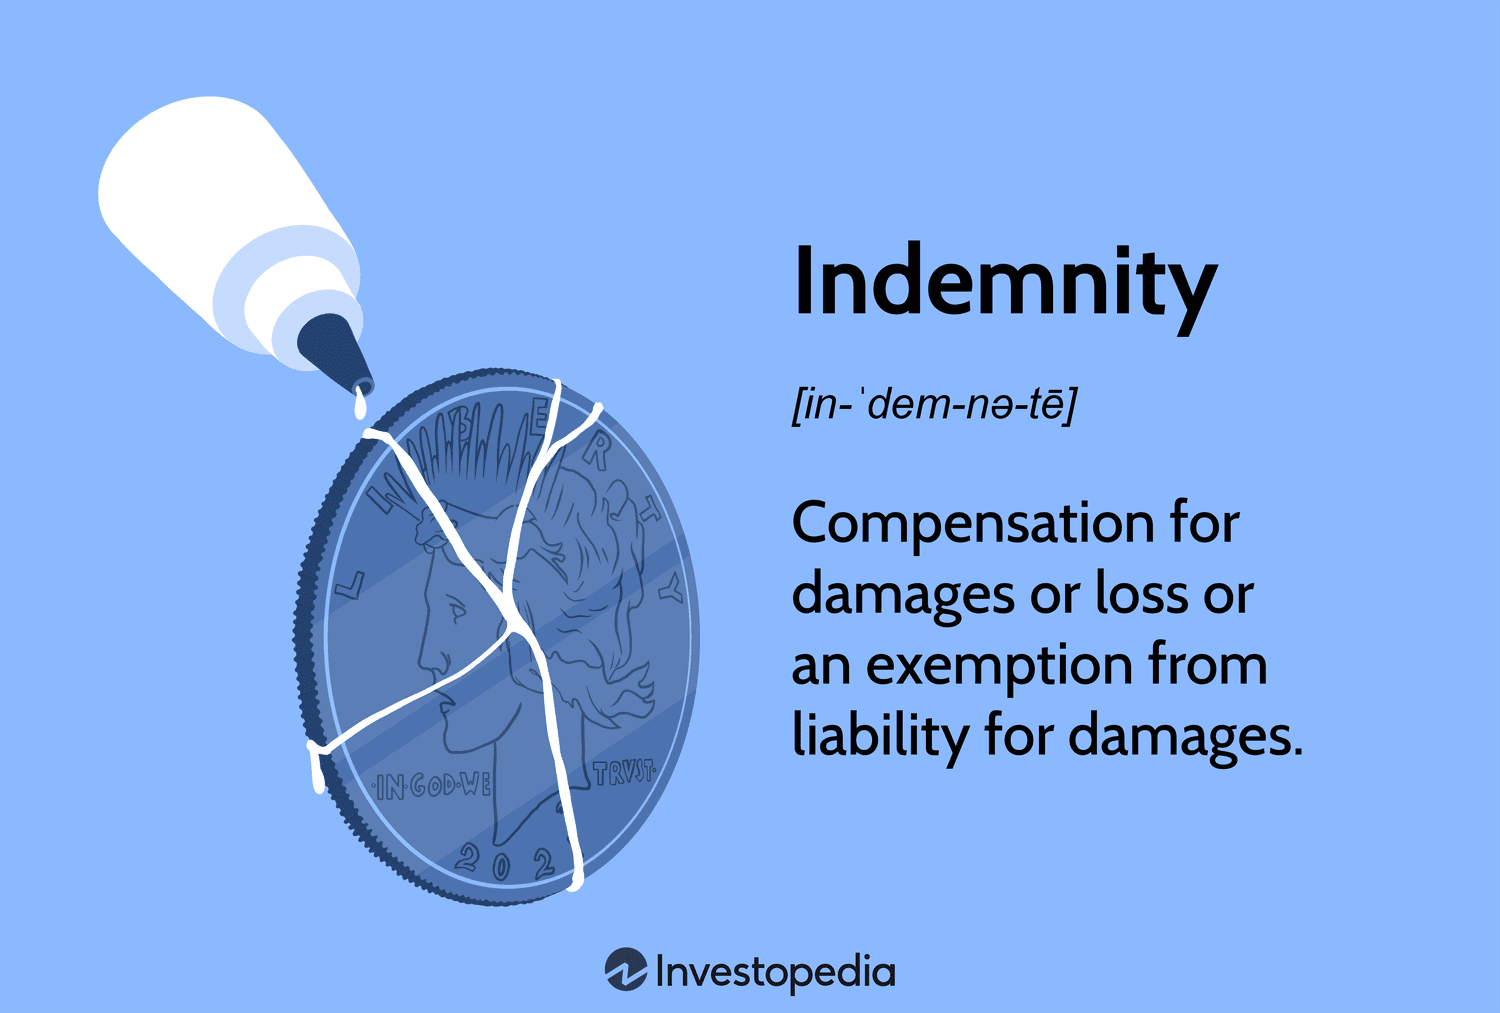 Indemnity
[in-ˈdem-nə-tē]
Compensation for
damages or loss or
an exemption from
liability for damages.
LIBERTY
·IN·GOD·WE TRVST·
202
Investopedia